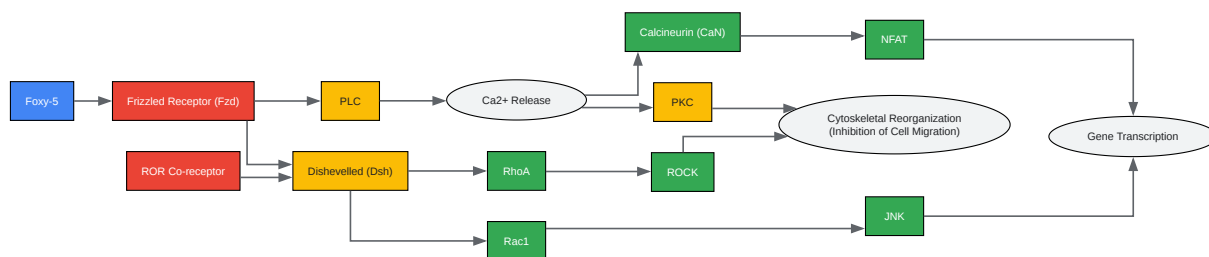 Calcineurin (CaN)
NFAT
Foxy-5
Frizzled Receptor (Fzd)
PLC
Ca2+ Release
PKC
Cytoskeletal Reorganization
(Inhibition of Cell Migration)
Gene Transcription
ROR Co-receptor
Dishevelled (Dsh)
RhoA
ROCK
Rac1
JNK